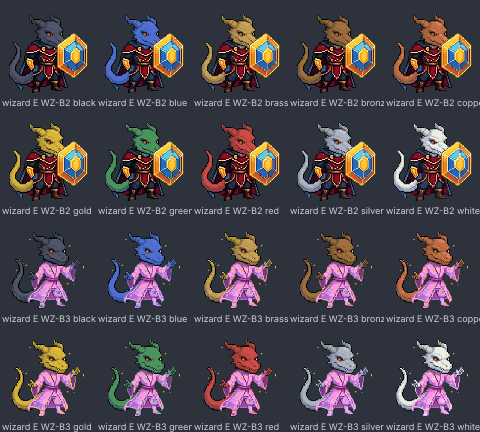 wizard E WZ-B2 black wizard E WZ-B2 blue wizard E WZ-B2 brass wizard E WZ-B2 bronz wizard E WZ-B2 coppe
wizard E WZ-B2 gold wizard E WZ-B2 greer wizard E WZ-B2 red wizard E WZ-B2 silver wizard E WZ-B2 white
wizard E WZ-B3 black wizard E WZ-B3 blue wizard E WZ-B3 brass wizard E WZ-B3 bronz wizard E WZ-B3 coppe
wizard E WZ-B3 gold wizard E WZ-B3 greer wizard E WZ-B3 red wizard E WZ-B3 silver wizard E WZ-B3 white